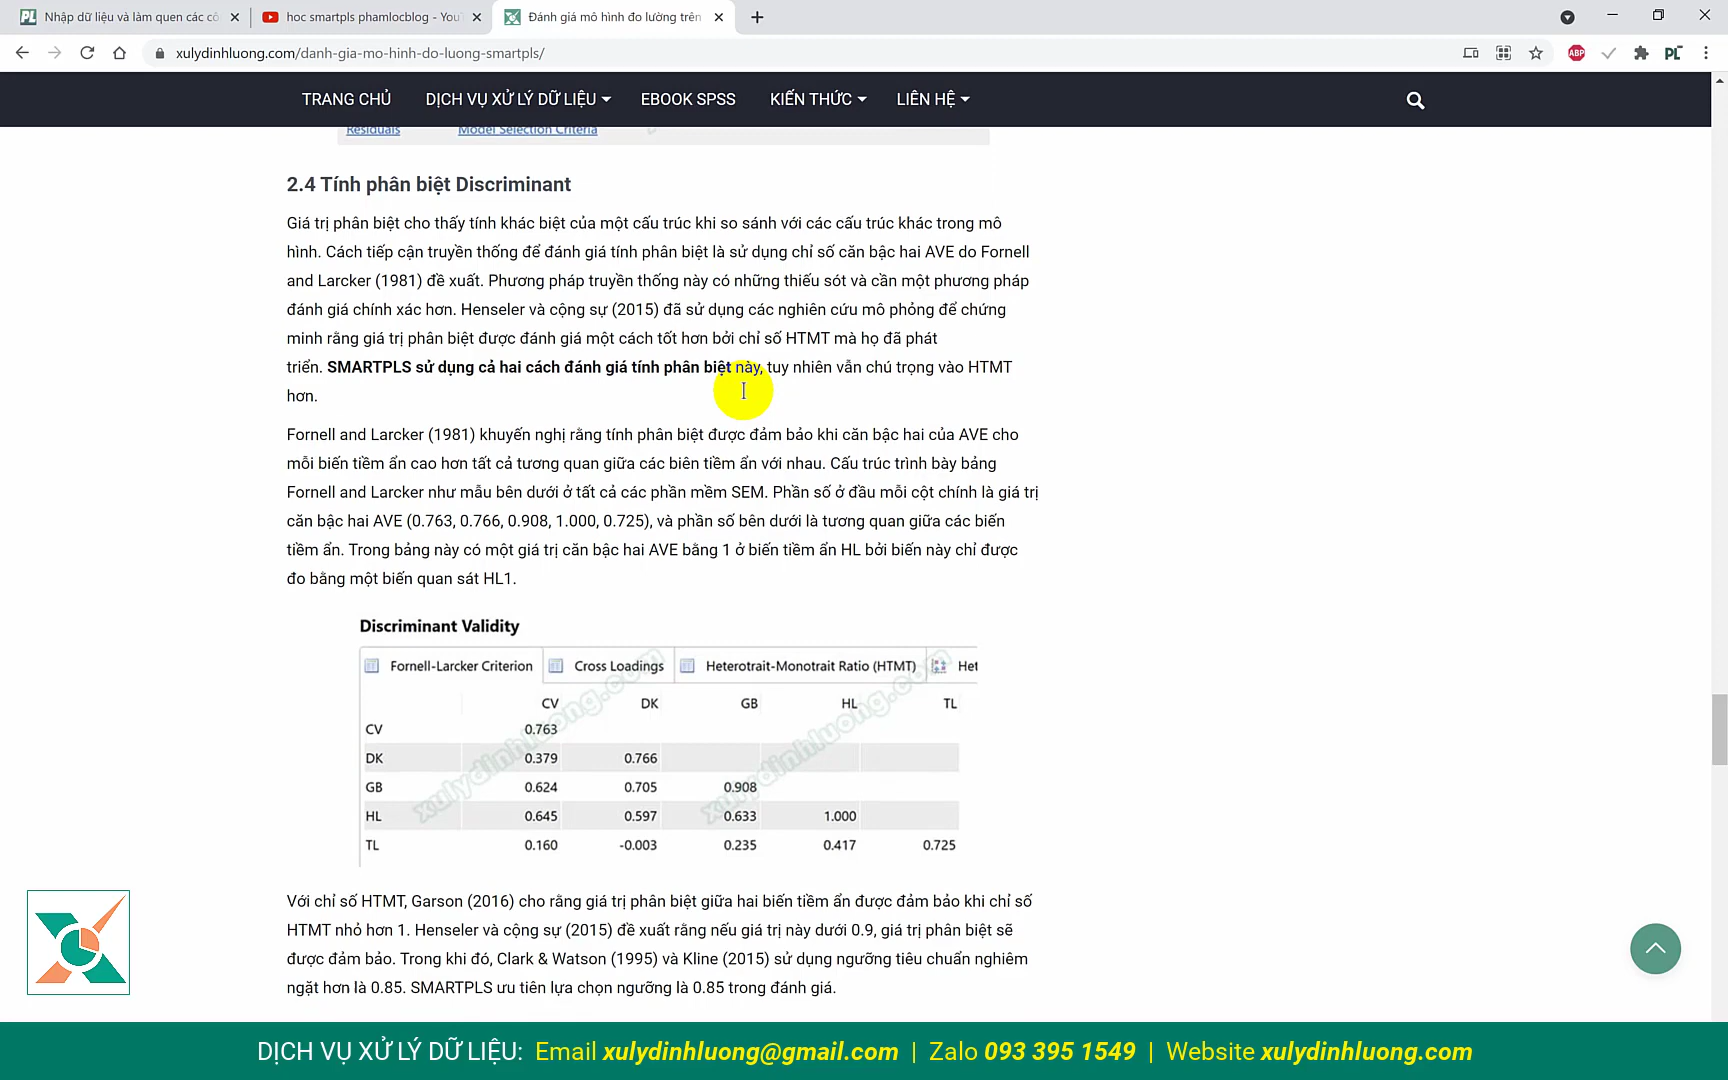 Nhập dữ liệu và làm quen các cô
hoc smartpls phamlocblog - YouT
Đánh giá mô hình đo lường trên
xulydinhluong.com/danh-gia-mo-hinh-do-luong-smartpls/
ABP
PL
TRANG CHỦ DỊCH VỤ XỬ LÝ DỮ LIỆU EBOOK SPSS KIẾN THỨC LIÊN HỆ
Residuals Model Selection Criteria
2.4 Tính phân biệt Discriminant
Giá trị phân biệt cho thấy tính khác biệt của một cấu trúc khi so sánh với các cấu trúc khác trong mô
hình. Cách tiếp cận truyền thống để đánh giá tính phân biệt là sử dụng chỉ số căn bậc hai AVE do Fornell
and Larcker (1981) đề xuất. Phương pháp truyền thống này có những thiếu sót và cần một phương pháp
đánh giá chính xác hơn. Henseler và cộng sự (2015) đã sử dụng các nghiên cứu mô phỏng để chứng
minh rằng giá trị phân biệt được đánh giá một cách tốt hơn bởi chỉ số HTMT mà họ đã phát
triển. SMARTPLS sử dụng cả hai cách đánh giá tính phân biệt này, tuy nhiên vẫn chú trọng vào HTMT
hơn.
Fornell and Larcker (1981) khuyến nghị rằng tính phân biệt được đảm bảo khi căn bậc hai của AVE cho
mỗi biến tiềm ẩn cao hơn tất cả tương quan giữa các biên tiềm ẩn với nhau. Cấu trúc trình bày bảng
Fornell and Larcker như mẫu bên dưới ở tất cả các phần mềm SEM. Phần số ở đầu mỗi cột chính là giá trị
căn bậc hai AVE (0.763, 0.766, 0.908, 1.000, 0.725), và phần số bên dưới là tương quan giữa các biến
tiềm ẩn. Trong bảng này có một giá trị căn bậc hai AVE bằng 1 ở biến tiềm ẩn HL bởi biến này chỉ được
đo bằng một biến quan sát HL1.
Discriminant Validity
Fornell-Larcker Criterion Cross Loadings Heterotrait-Monotrait Ratio (HTMT) Het
CV DK GB HL TL
CV 0.763
DK 0.379 0.766
GB 0.624 0.705 0.908
HL 0.645 0.597 0.633 1.000
TL 0.160 -0.003 0.235 0.417 0.725
xulydinhluong.com
xulydinhluong.com
Với chỉ số HTMT, Garson (2016) cho rằng giá trị phân biệt giữa hai biến tiềm ẩn được đảm bảo khi chỉ số
HTMT nhỏ hơn 1. Henseler và cộng sự (2015) đề xuất rằng nếu giá trị này dưới 0.9, giá trị phân biệt sẽ
được đảm bảo. Trong khi đó, Clark & Watson (1995) và Kline (2015) sử dụng ngưỡng tiêu chuẩn nghiêm
ngặt hơn là 0.85. SMARTPLS ưu tiên lựa chọn ngưỡng là 0.85 trong đánh giá.
DỊCH VỤ XỬ LÝ DỮ LIỆU: Email xulydinhluong@gmail.com | Zalo 093 395 1549 | Website xulydinhluong.com